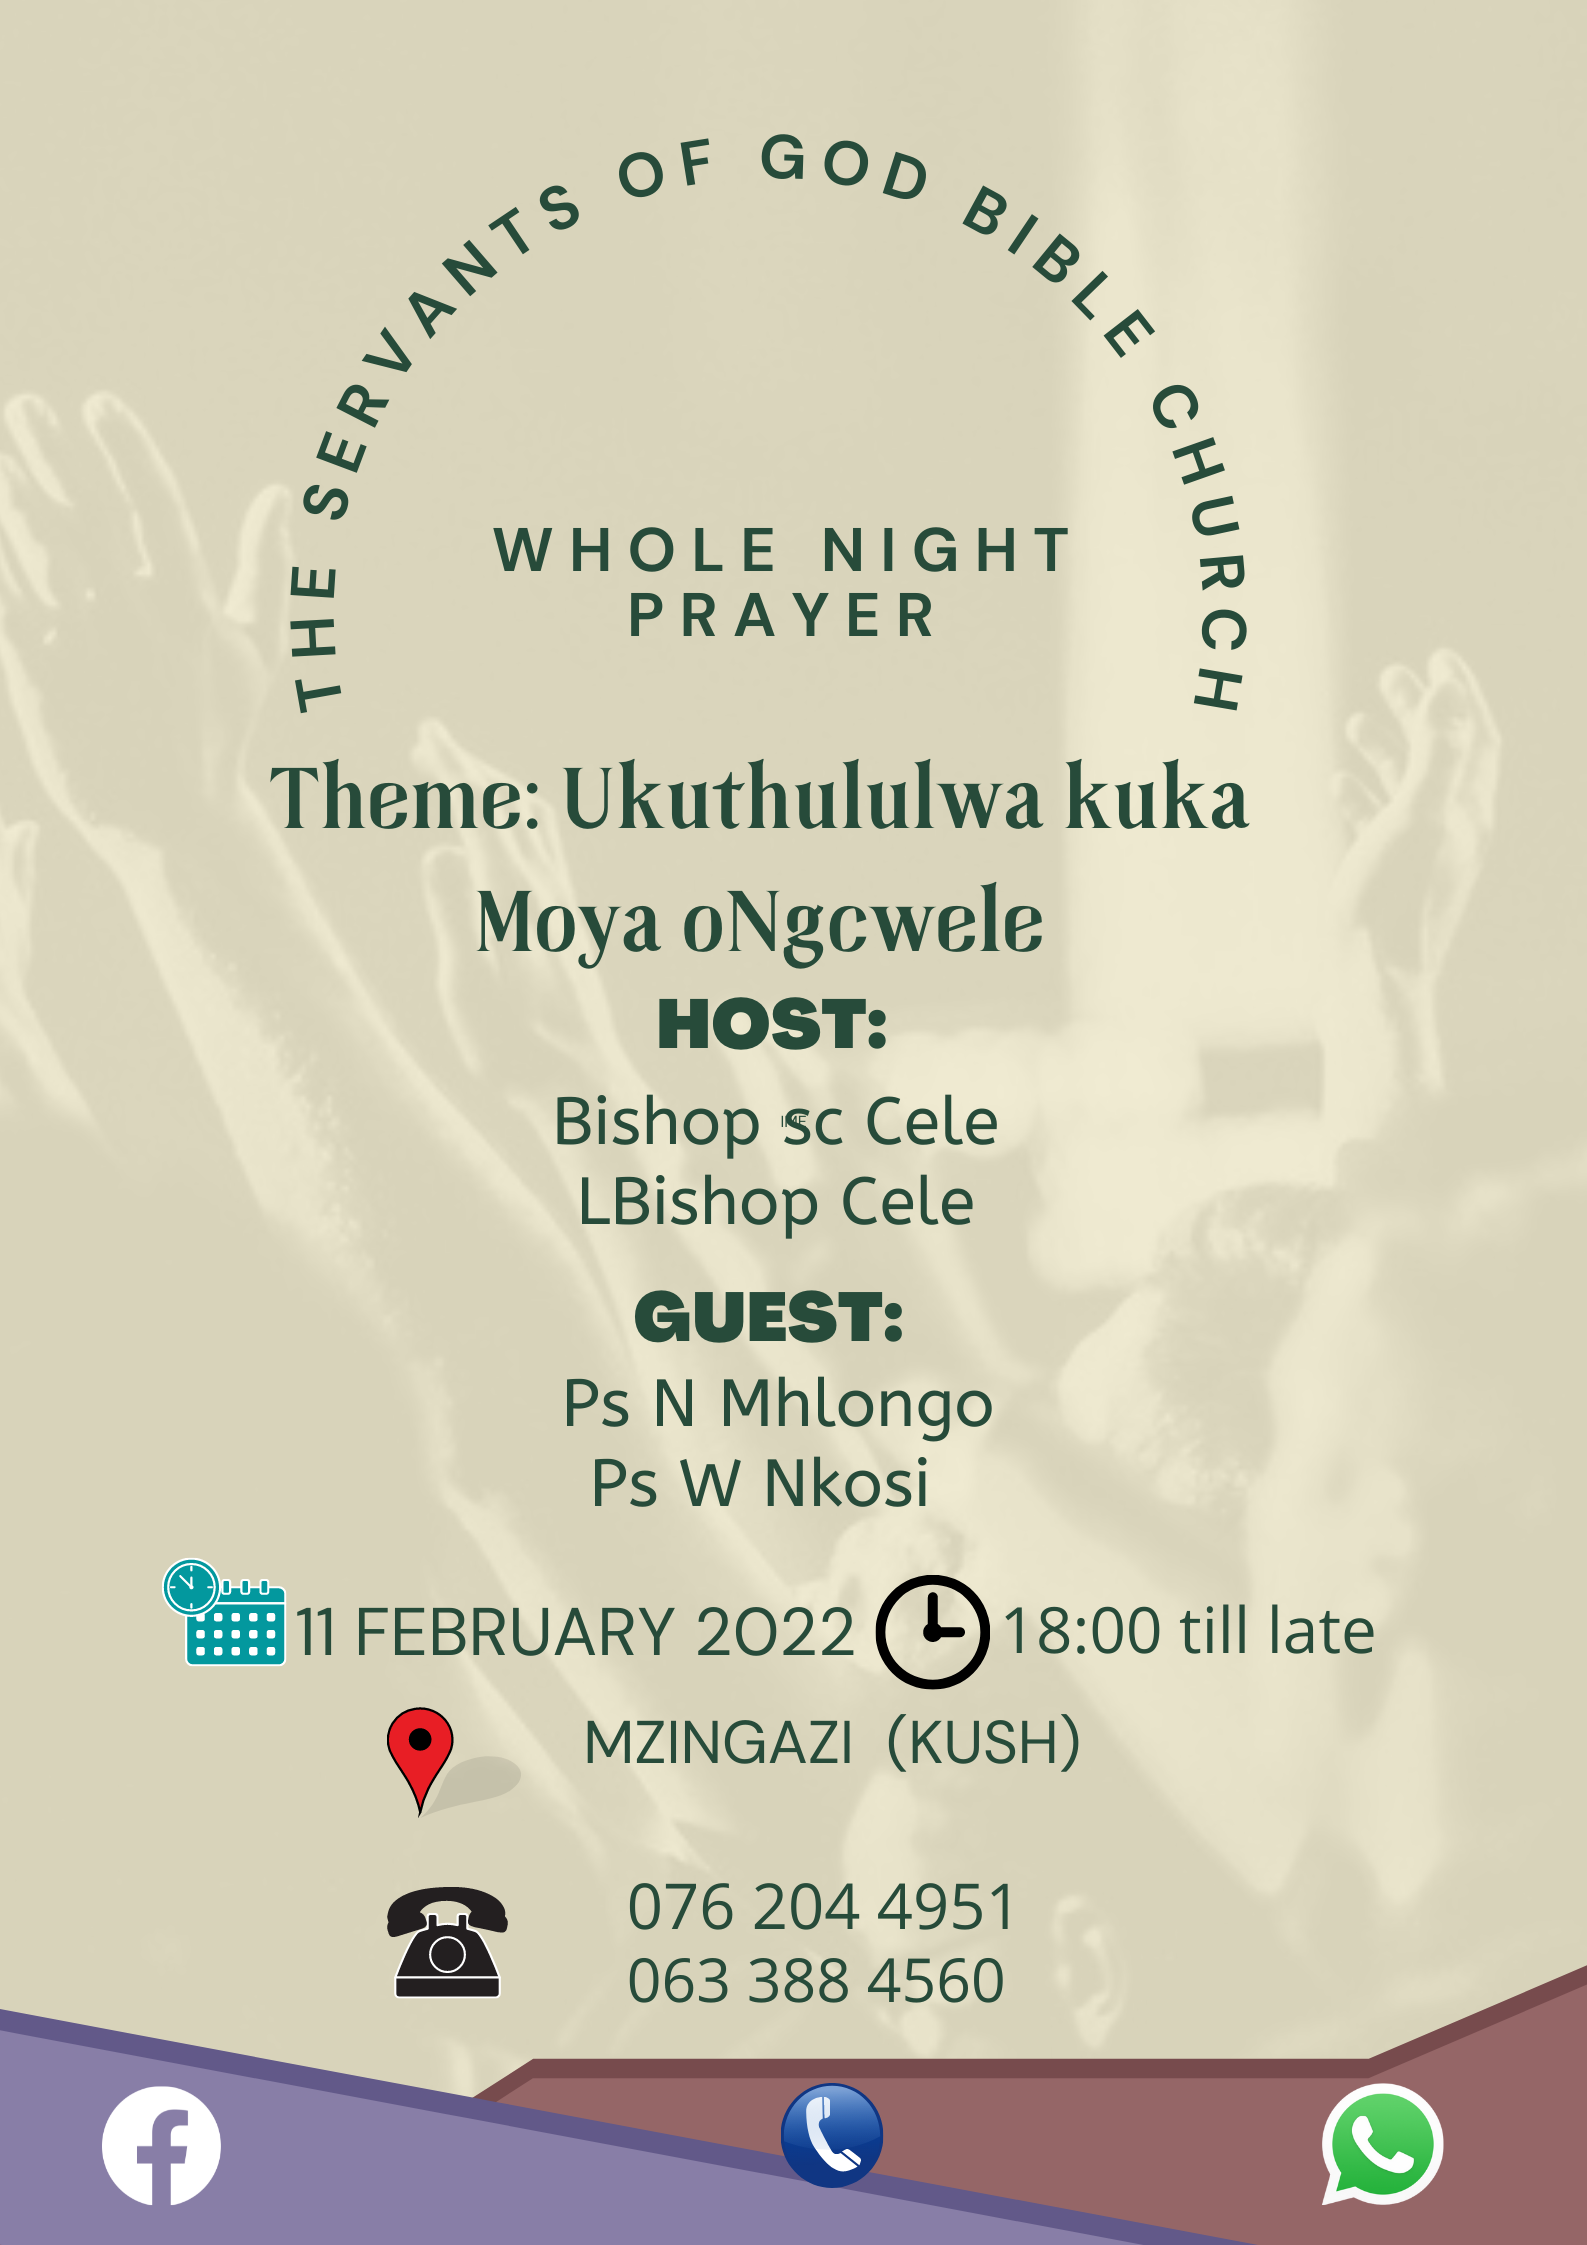 THE SERVANTS OF GOD BIBLE CHURCH
WHOLE NIGHT
PRAYER
Theme: Ukuthululwa kuka
Moya oNgcwele
HOST:
Bishop sc Cele
LBishop Cele
GUEST:
Ps N Mhlongo
Ps W Nkosi
11 FEBRUARY 2022 18:00 till late
MZINGAZI (KUSH)
076 204 4951
063 388 4560